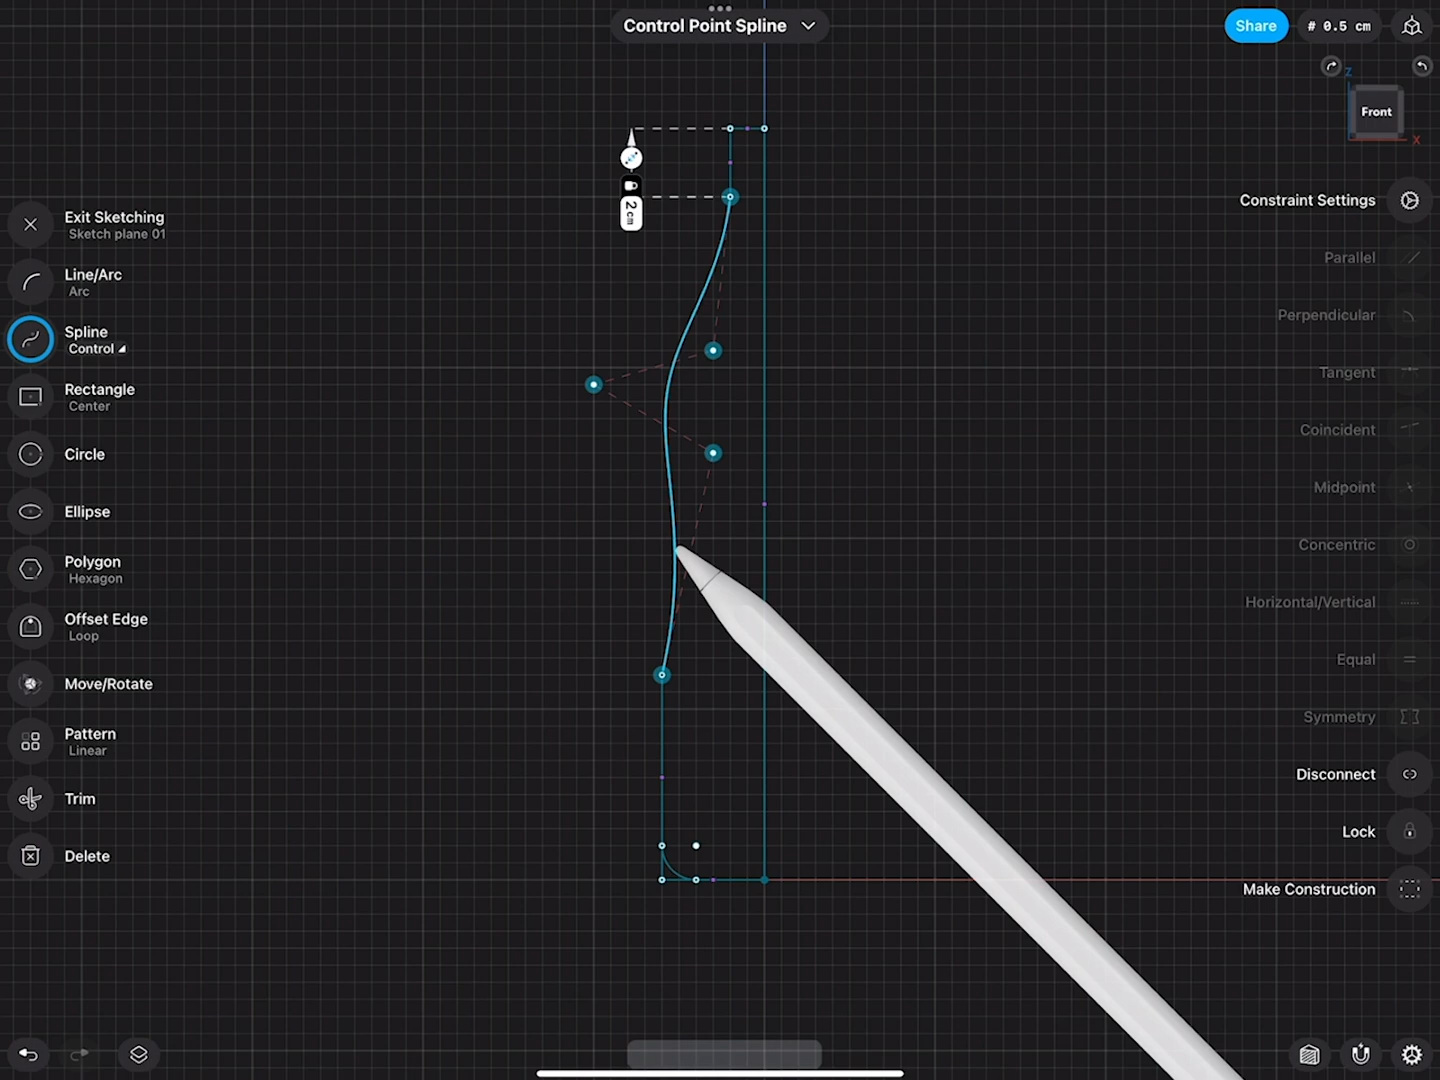 Control Point Spline
Share
# 0.5 cm
Z
Front
X
2 cm
Exit Sketching
Sketch plane 01
Line/Arc
Arc
Spline
Control
Rectangle
Center
Circle
Ellipse
Polygon
Hexagon
Offset Edge
Loop
Move/Rotate
Pattern
Linear
Trim
Delete
Constraint Settings
Parallel
Perpendicular
Tangent
Coincident
Midpoint
Concentric
Horizontal/Vertical
Equal
Symmetry
Disconnect
Lock
Make Construction